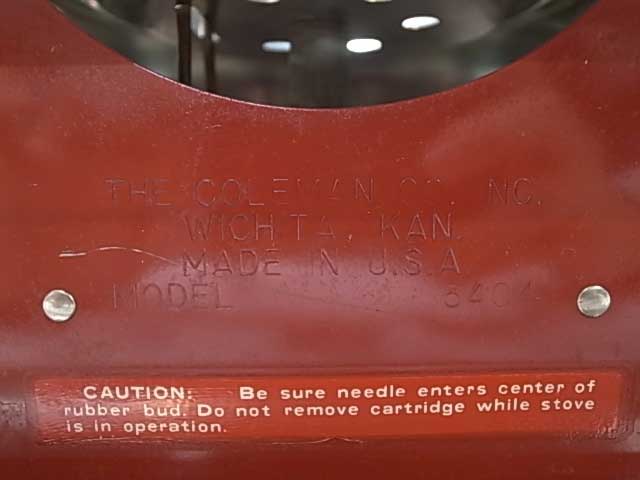 THE COLEMAN CO. INC.
WICHITA, KAN.
MADE IN U.S.A
MODEL
CAUTION: Be sure needle enters center of
rubber bud. Do not remove cartridge while stove
is in operation.